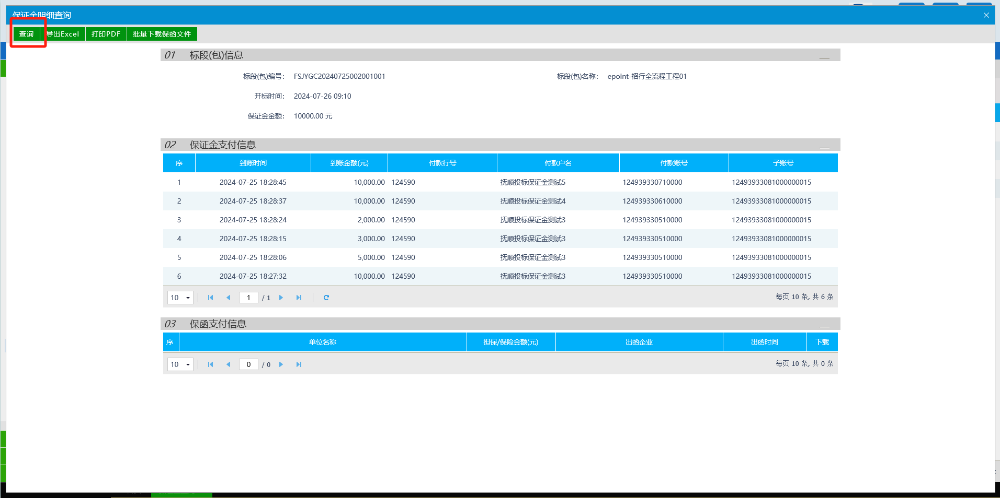 保证金明细查询
查询 导出Excel 打印PDF 批量下载保函文件
01 标段(包)信息
标段(包)编号： FSJYGC20240725002001001 标段(包)名称： epoint-招行全流程工程01
开标时间： 2024-07-26 09:10
保证金金额： 10000.00 元
02 保证金支付信息
序 到账时间 到账金额(元) 付款行号 付款户名 付款账号 子账号
1 2024-07-25 18:28:45 10,000.00 124590 抚顺投标保证金测试5 124939330710000 12493933081000000015
2 2024-07-25 18:28:37 10,000.00 124590 抚顺投标保证金测试4 124939330610000 12493933081000000015
3 2024-07-25 18:28:24 2,000.00 124590 抚顺投标保证金测试3 124939330510000 12493933081000000015
4 2024-07-25 18:28:15 3,000.00 124590 抚顺投标保证金测试3 124939330510000 12493933081000000015
5 2024-07-25 18:28:06 5,000.00 124590 抚顺投标保证金测试3 124939330510000 12493933081000000015
6 2024-07-25 18:27:32 10,000.00 124590 抚顺投标保证金测试3 124939330510000 12493933081000000015
10 1 / 1 每页 10 条, 共 6 条
03 保函支付信息
序 单位名称 担保/保险金额(元) 出函企业 出函时间 下载
10 0 / 0 每页 10 条, 共 0 条